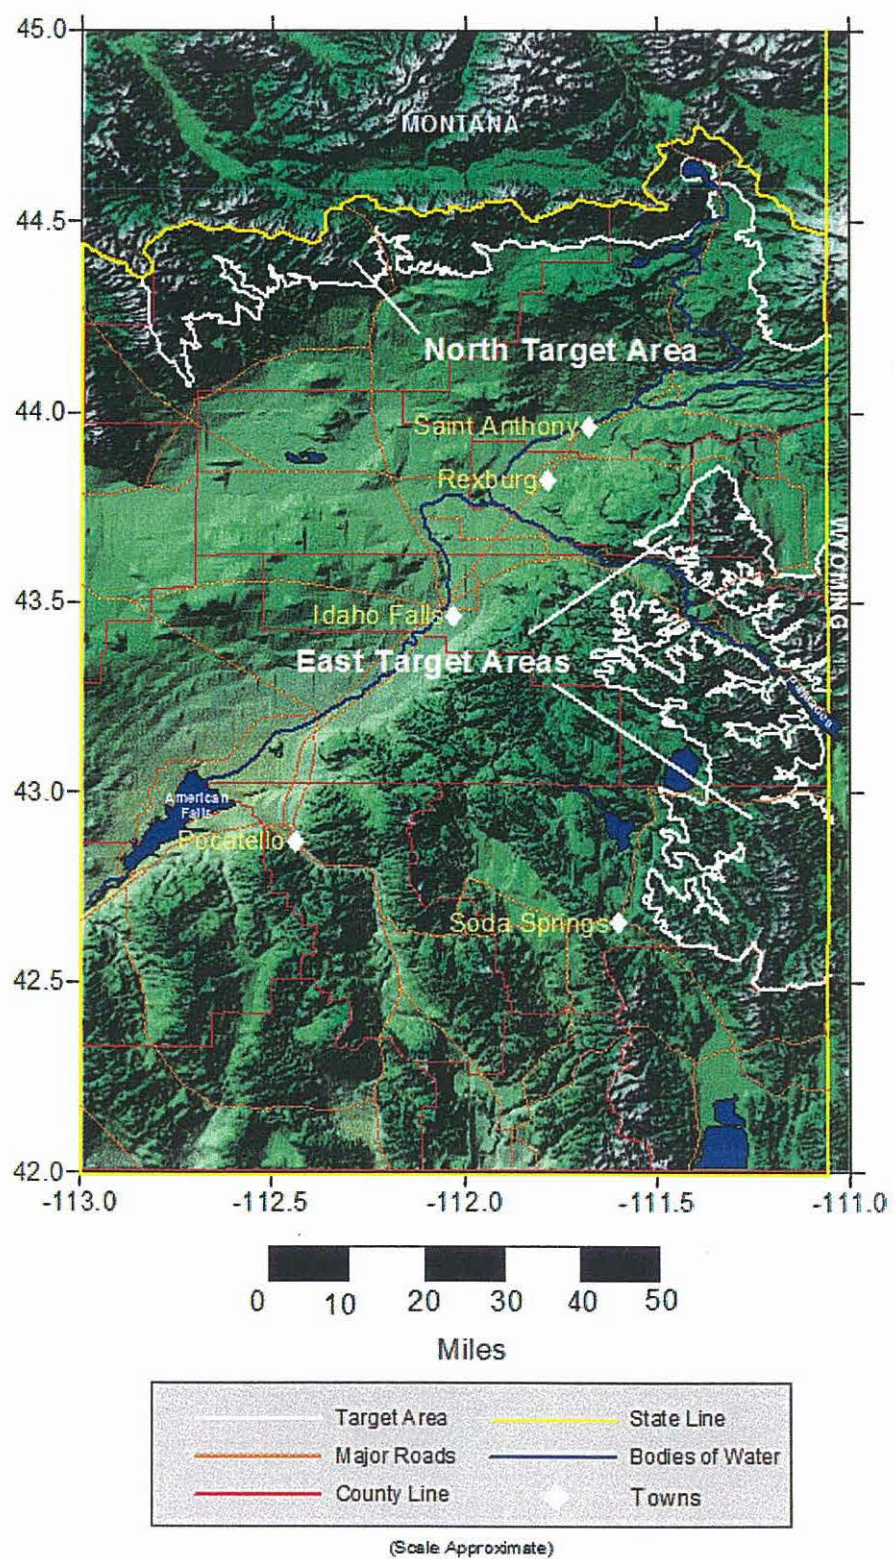 45.0
MONTANA
44.5
North Target Area
44.0
Saint Anthony
Rexburg
WYOMING
43.5
Idaho Falls
East Target Areas
Palisades
43.0
American
Falls
Pocatello
Soda Springs
42.5
42.0
-113.0 -112.5 -112.0 -111.5 -111.0
0 10 20 30 40 50
Miles
Target Area State Line
Major Roads Bodies of Water
County Line Towns
(Scale Approximate)